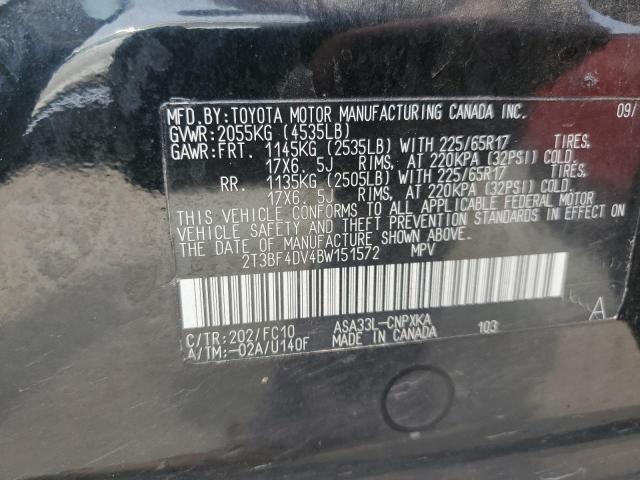 MFD.BY:TOYOTA MOTOR MANUFACTURING CANADA INC. 09/
GVWR:2055KG (4535LB)
GAWR:FRT. 1145KG (2535LB) WITH 225/65R17 TIRES,
17X6.5J RIMS, AT 220KPA (32PSI) COLD.
RR. 1135KG (2505LB) WITH 225/65R17 TIRES,
17X6.5J RIMS, AT 220KPA (32PSI) COLD.
THIS VEHICLE CONFORMS TO ALL APPLICABLE FEDERAL MOTOR
VEHICLE SAFETY AND THEFT PREVENTION STANDARDS IN EFFECT ON
THE DATE OF MANUFACTURE SHOWN ABOVE.
2T3BF4DV4BW151572 MPV
A
C/TR:202/FC10 ASA33L-CNPXKA 103
A/TM:-02A/U140F MADE IN CANADA